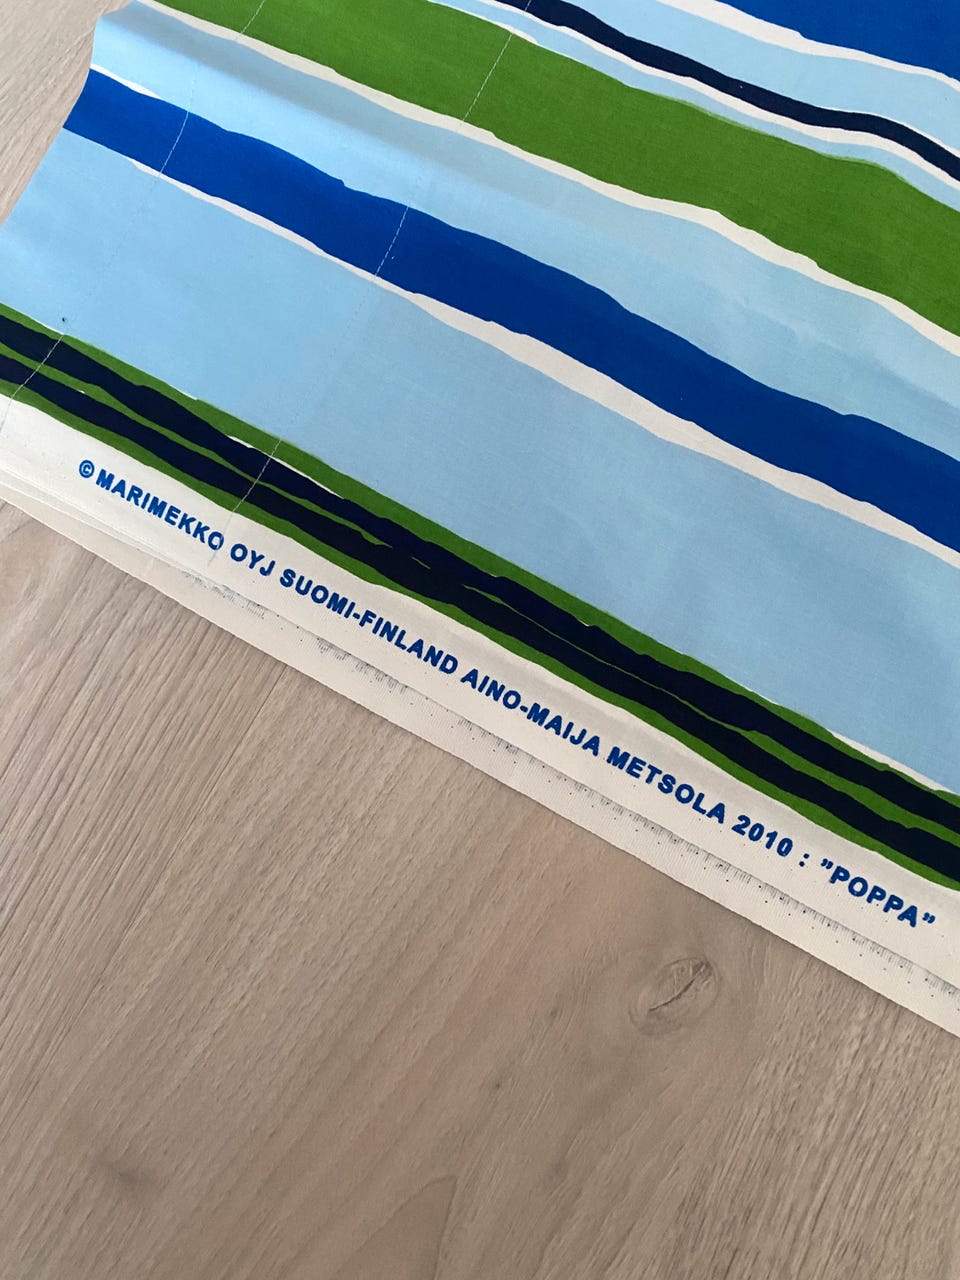 © MARIMEKKO OYJ SUOMI-FINLAND AINO-MAIJA METSOLA 2010 : ”POPPA”